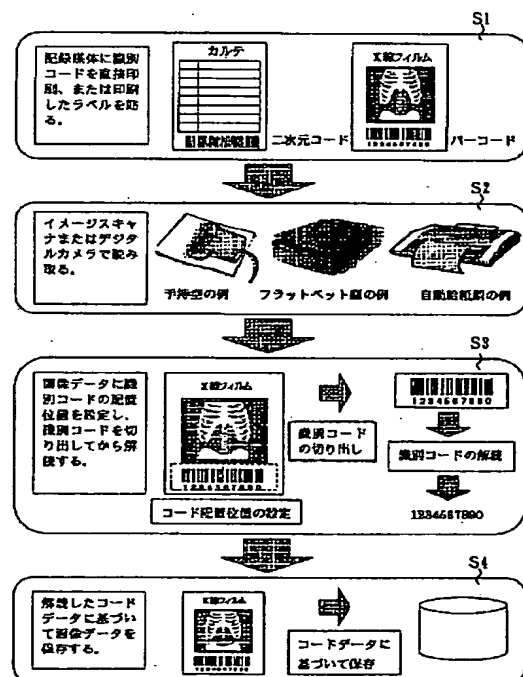 S1
記録媒体に識別
コードを直接印
刷、または印刷
したラベルを貼
る。
カルテ
二次元コード
X線フィルム
1234567890
バーコード
S2
イメージスキャ
ナまたはデジタ
ルカメラで読み
取る。
手持型の例
フラットベット型の例
自動給紙型の例
S3
画像データに識
別コードの配置
位置を設定し、
識別コードを切
り出してから解
読する。
X線フィルム
1234567890
コード配置位置の設定
識別コード
の切り出し
1234567890
識別コードの解読
1234567890
S4
解読したコード
データに基づい
て画像データを
保存する。
X線フィルム
コードデータに
基づいて保存